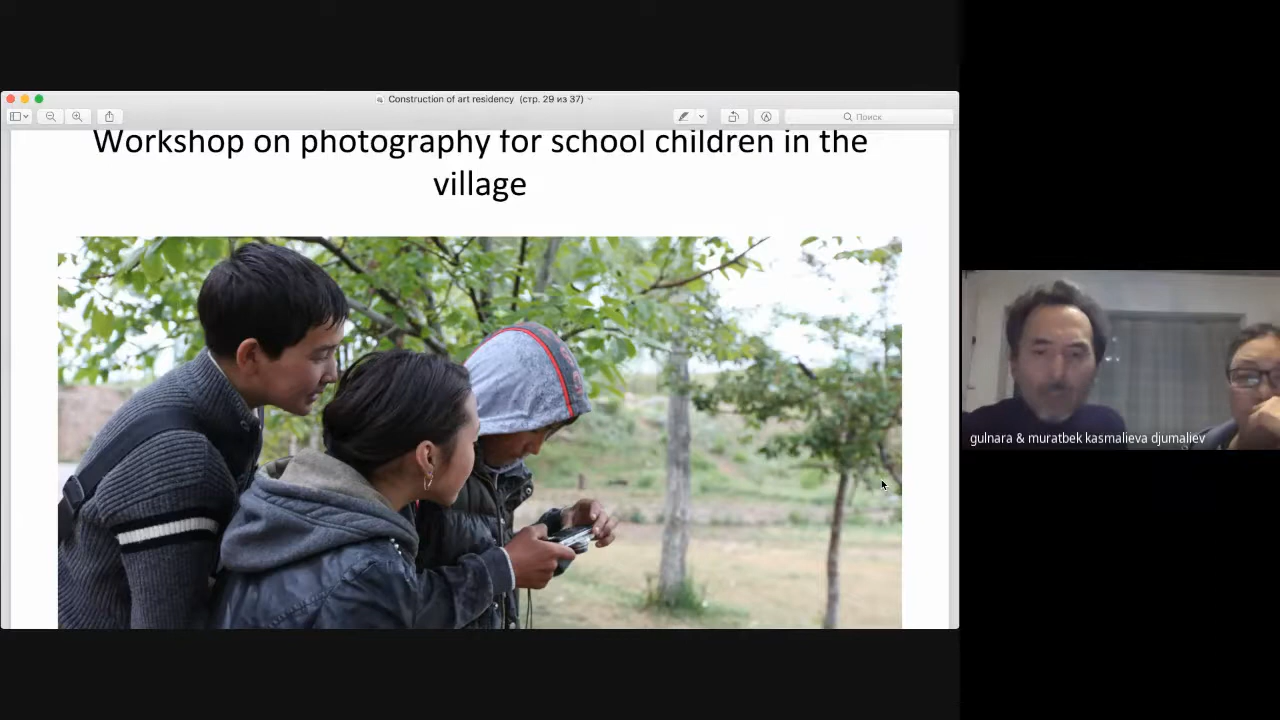 Construction of art residency (стр. 29 из 37)
Поиск
Workshop on photography for school children in the
village
gulnara & muratbek kasmalieva djumaliev